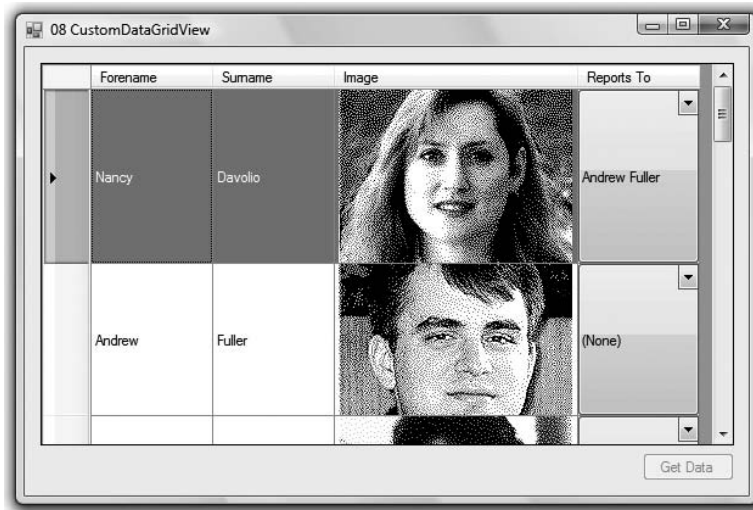 08 CustomDataGridView
Forename Surname Image Reports To
Nancy Davolio Andrew Fuller
Andrew Fuller (None)
Get Data